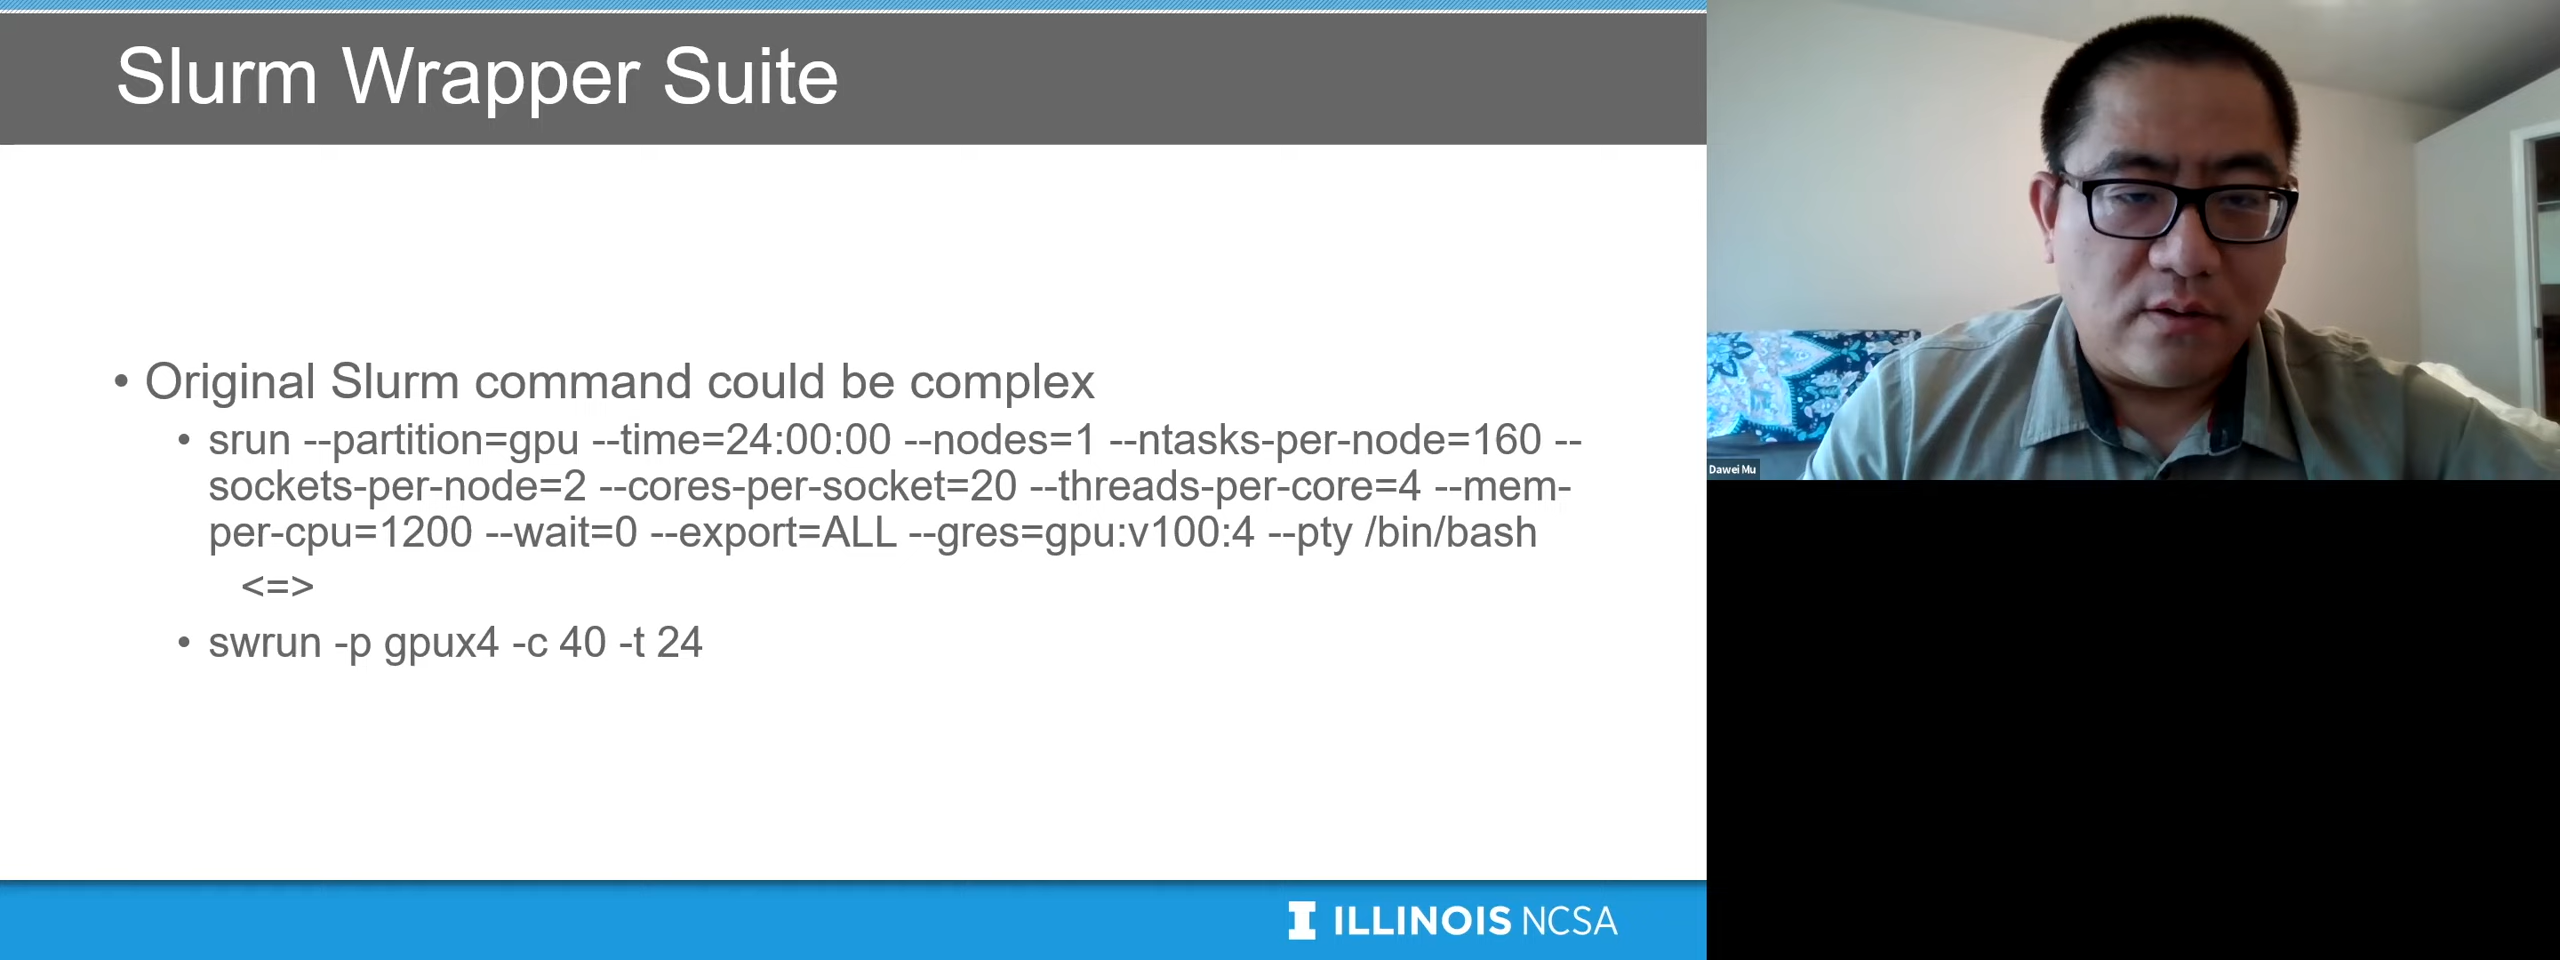 Slurm Wrapper Suite
• Original Slurm command could be complex
• srun --partition=gpu --time=24:00:00 --nodes=1 --ntasks-per-node=160 --
sockets-per-node=2 --cores-per-socket=20 --threads-per-core=4 --mem-
per-cpu=1200 --wait=0 --export=ALL --gres=gpu:v100:4 --pty /bin/bash
<=>
• swrun -p gpux4 -c 40 -t 24
I ILLINOIS NCSA
Dawei Mu